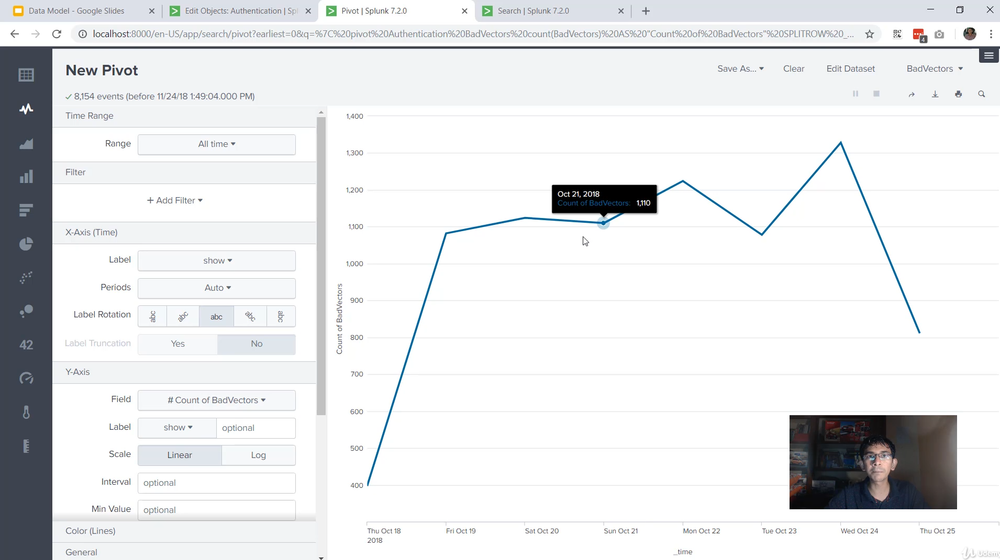 Data Model - Google Slides
Edit Objects: Authentication | Spl
Pivot | Splunk 7.2.0
Search | Splunk 7.2.0
localhost:8000/en-US/app/search/pivot?earliest=0&q=%7C%20pivot%20Authentication%20BadVectors%20count(BadVectors)%20AS%20"Count%20of%20BadVectors"%20SPLITROW%20_...
4
New Pivot
Save As...
Clear
Edit Dataset
BadVectors
8,154 events (before 11/24/18 1:49:04.000 PM)
Time Range
Range
All time
Filter
+ Add Filter
X-Axis (Time)
Label
show
Periods
Auto
Label Rotation
abc
abc
abc
abc
abc
Label Truncation
Yes
No
Y-Axis
Field
# Count of BadVectors
Label
show
optional
Scale
Linear
Log
Interval
optional
Min Value
optional
Color (Lines)
General
42
1,400
1,300
1,200
1,100
1,000
900
800
700
600
500
400
Count of BadVectors
Oct 21, 2018
Count of BadVectors: 1,110
Thu Oct 18
2018
Fri Oct 19
Sat Oct 20
Sun Oct 21
Mon Oct 22
Tue Oct 23
Wed Oct 24
Thu Oct 25
_time
Udemy